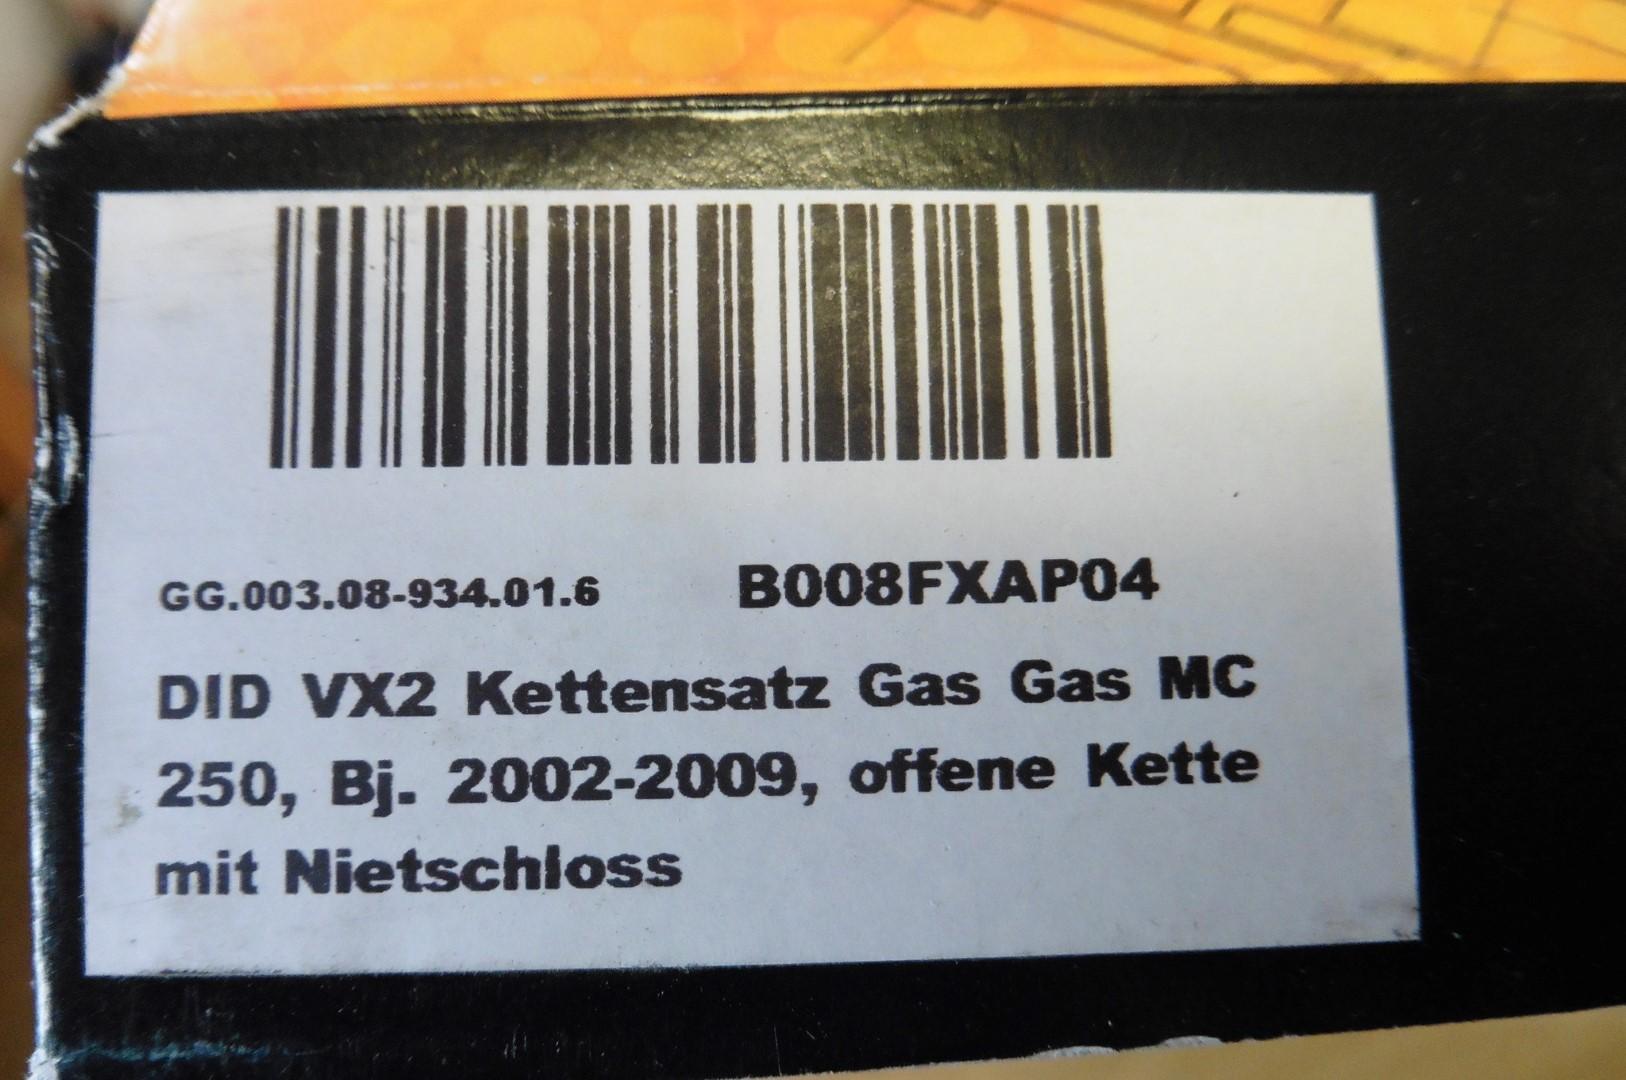 GG.003.08-934.01.6 B008FXAP04
DID VX2 Kettensatz Gas Gas MC
250, Bj. 2002-2009, offene Kette
mit Nietschloss